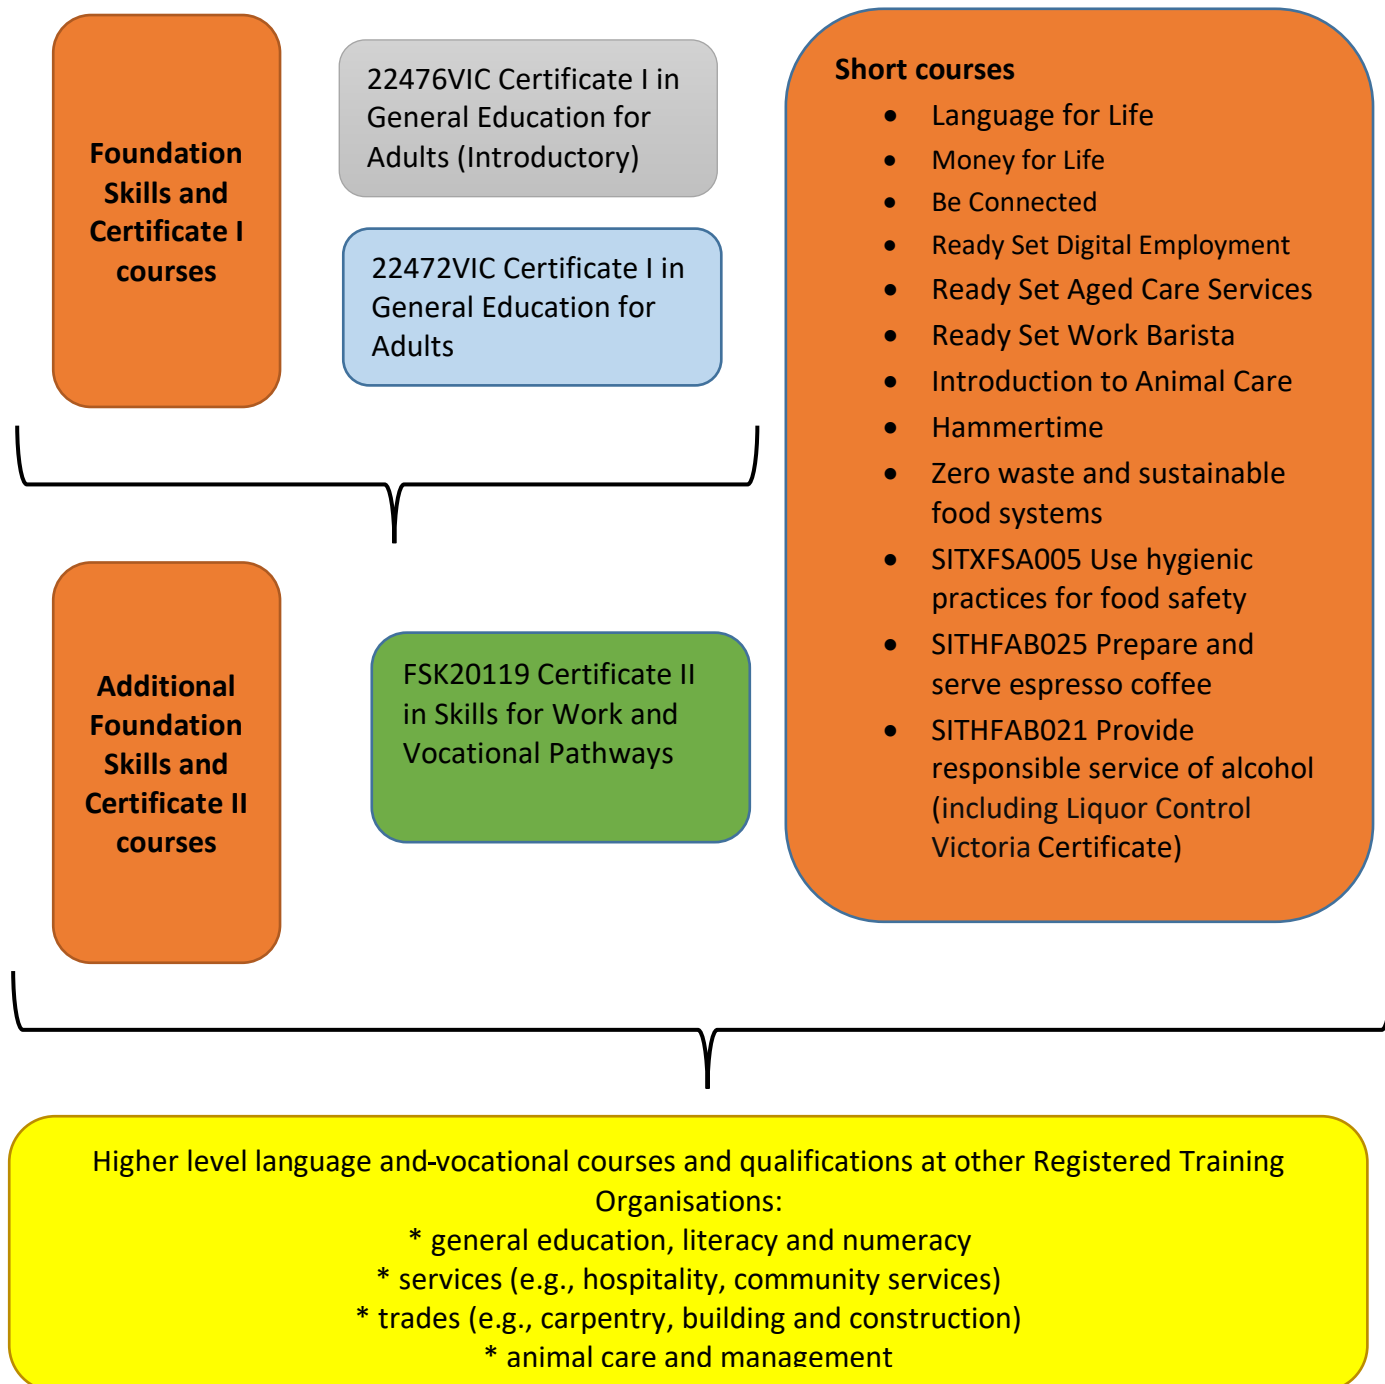 Foundation
Skills and
Certificate I
courses
22476VIC Certificate I in
General Education for
Adults (Introductory)
22472VIC Certificate I in
General Education for
Adults
Short courses
• Language for Life
• Money for Life
• Be Connected
• Ready Set Digital Employment
• Ready Set Aged Care Services
• Ready Set Work Barista
• Introduction to Animal Care
• Hammertime
• Zero waste and sustainable
food systems
• SITXFSA005 Use hygienic
practices for food safety
• SITHFAB025 Prepare and
serve espresso coffee
• SITHFAB021 Provide
responsible service of alcohol
(including Liquor Control
Victoria Certificate)
Additional
Foundation
Skills and
Certificate II
courses
FSK20119 Certificate II
in Skills for Work and
Vocational Pathways
Higher level language and-vocational courses and qualifications at other Registered Training
Organisations:
* general education, literacy and numeracy
* services (e.g., hospitality, community services)
* trades (e.g., carpentry, building and construction)
* animal care and management